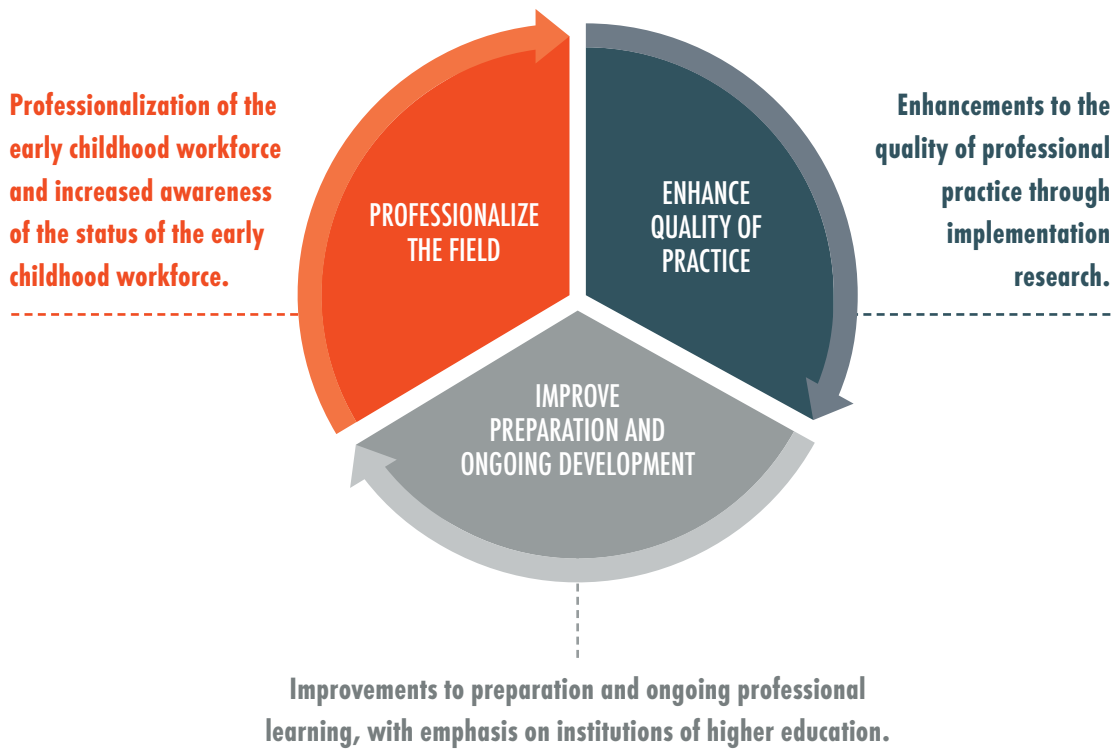 Professionalization of the
early childhood workforce
and increased awareness
of the status of the early
childhood workforce.
PROFESSIONALIZE
THE FIELD
ENHANCE
QUALITY OF
PRACTICE
Enhancements to the
quality of professional
practice through
implementation
research.
IMPROVE
PREPARATION AND
ONGOING DEVELOPMENT
Improvements to preparation and ongoing professional
learning, with emphasis on institutions of higher education.